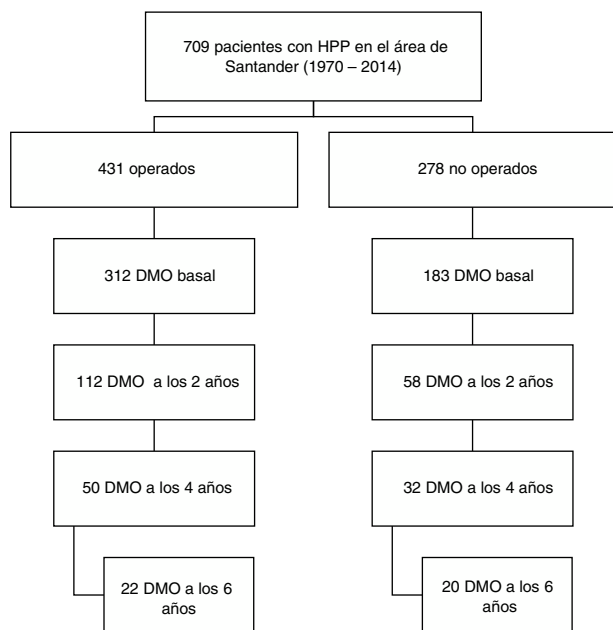 709 pacientes con HPP en el área de
Santander (1970 – 2014)
431 operados
278 no operados
312 DMO basal
183 DMO basal
112 DMO a los 2 años
58 DMO a los 2 años
50 DMO a los 4 años
32 DMO a los 4 años
22 DMO a los 6
años
20 DMO a los 6
años